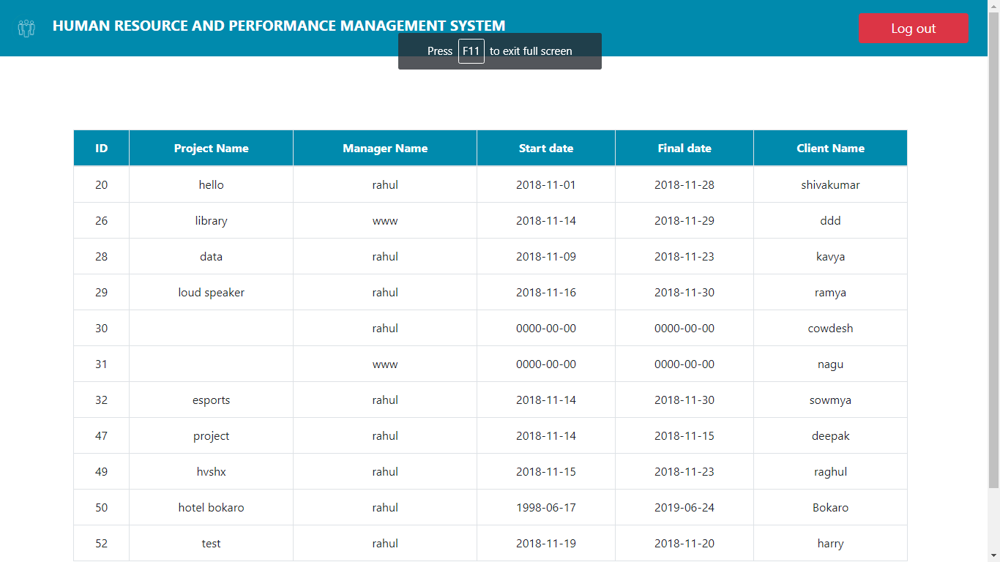 HUMAN RESOURCE AND PERFORMANCE MANAGEMENT SYSTEM
Log out
Press F11 to exit full screen
ID Project Name Manager Name Start date Final date Client Name
20 hello rahul 2018-11-01 2018-11-28 shivakumar
26 library www 2018-11-14 2018-11-29 ddd
28 data rahul 2018-11-09 2018-11-23 kavya
29 loud speaker rahul 2018-11-16 2018-11-30 ramya
30 rahul 0000-00-00 0000-00-00 cowdesh
31 www 0000-00-00 0000-00-00 nagu
32 esports rahul 2018-11-14 2018-11-30 sowmya
47 project rahul 2018-11-14 2018-11-15 deepak
49 hvshx rahul 2018-11-15 2018-11-23 raghul
50 hotel bokaro rahul 1998-06-17 2019-06-24 Bokaro
52 test rahul 2018-11-19 2018-11-20 harry